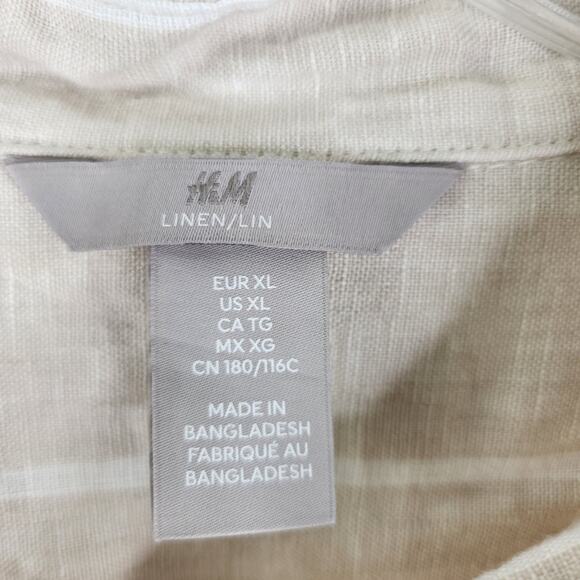 H&M
LINEN/LIN
EUR XL
US XL
CA TG
MX XG
CN 180/116C
MADE IN
BANGLADESH
FABRIQUÉ AU
BANGLADESH